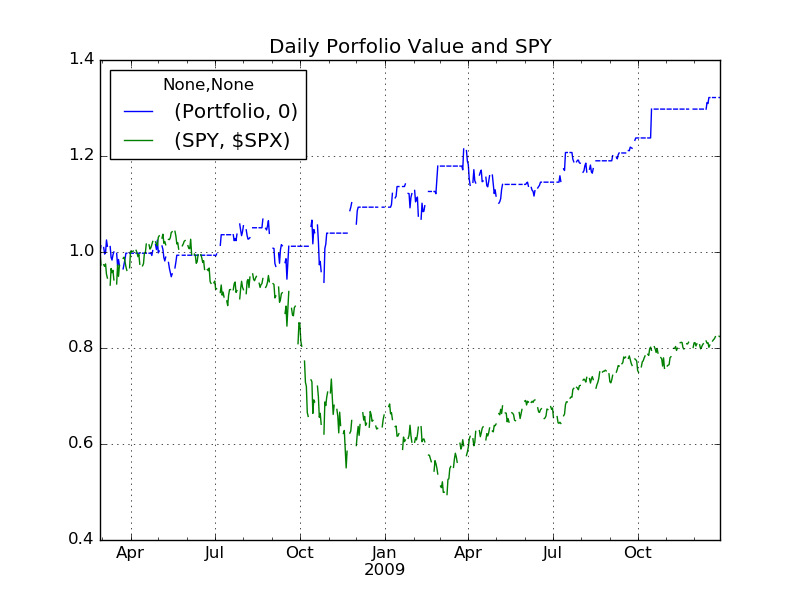 Daily Porfolio Value and SPY
None,None
(Portfolio, 0)
(SPY, $SPX)
1.4
1.2
1.0
0.8
0.6
0.4
Apr Jul Oct Jan Apr Jul Oct
2009